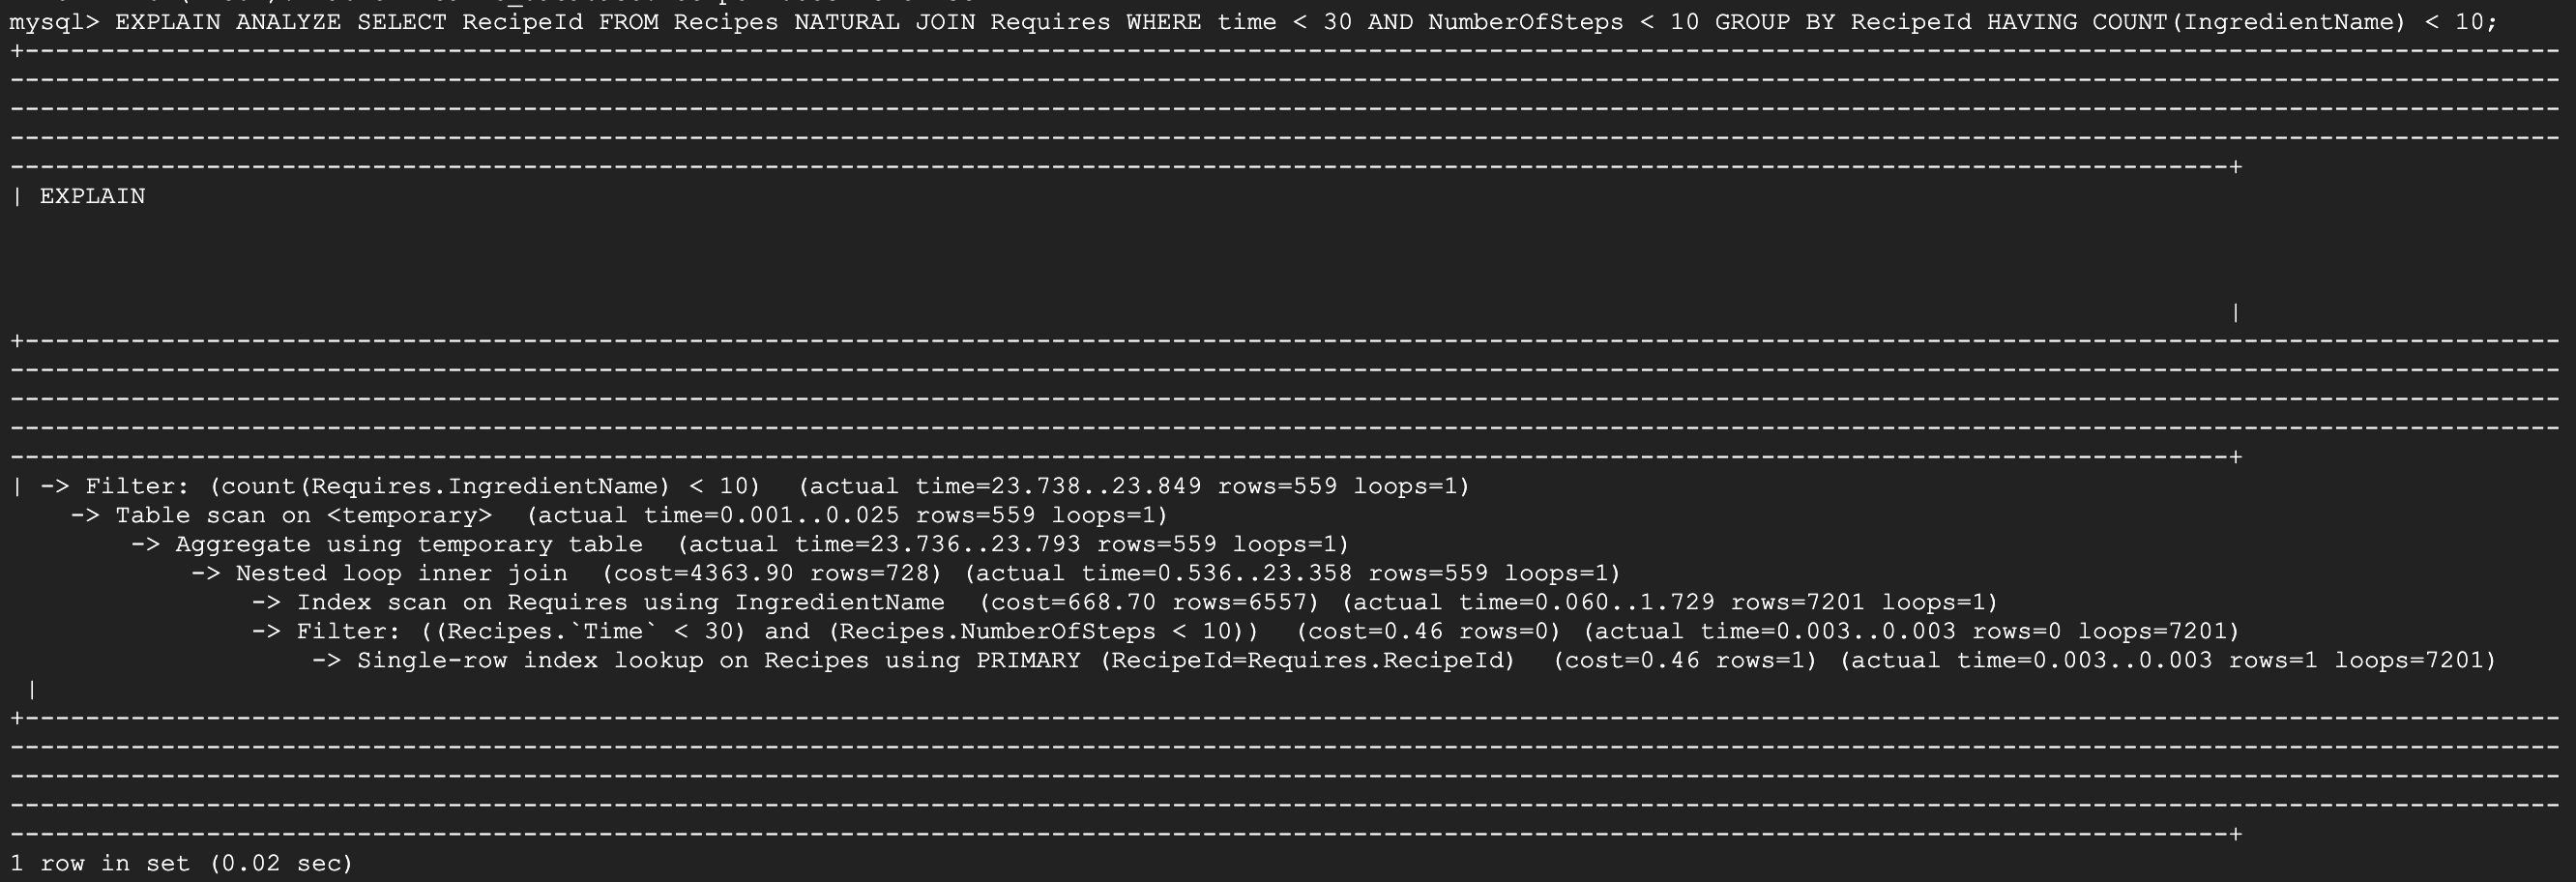 mysql> EXPLAIN ANALYZE SELECT RecipeId FROM Recipes NATURAL JOIN Requires WHERE time < 30 AND NumberOfSteps < 10 GROUP BY RecipeId HAVING COUNT(IngredientName) < 10;
| EXPLAIN
|
| -> Filter: (count(Requires.IngredientName) < 10)  (actual time=23.738..23.849 rows=559 loops=1)
    -> Table scan on <temporary>  (actual time=0.001..0.025 rows=559 loops=1)
        -> Aggregate using temporary table  (actual time=23.736..23.793 rows=559 loops=1)
            -> Nested loop inner join  (cost=4363.90 rows=728) (actual time=0.536..23.358 rows=559 loops=1)
                -> Index scan on Requires using IngredientName  (cost=668.70 rows=6557) (actual time=0.060..1.729 rows=7201 loops=1)
                -> Filter: ((Recipes.`Time` < 30) and (Recipes.NumberOfSteps < 10))  (cost=0.46 rows=0) (actual time=0.003..0.003 rows=0 loops=7201)
                    -> Single-row index lookup on Recipes using PRIMARY (RecipeId=Requires.RecipeId)  (cost=0.46 rows=1) (actual time=0.003..0.003 rows=1 loops=7201)
 |
1 row in set (0.02 sec)